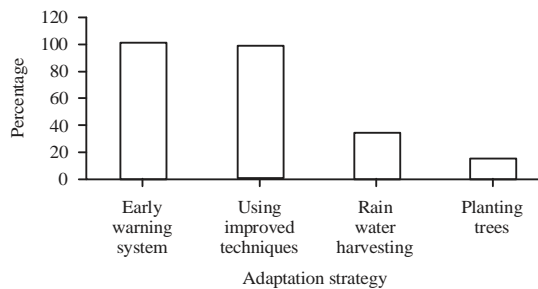 120
100
80
60
40
20
0
Percentage
Early
warning
system
Using
improved
techniques
Rain
water
harvesting
Planting
trees
Adaptation strategy